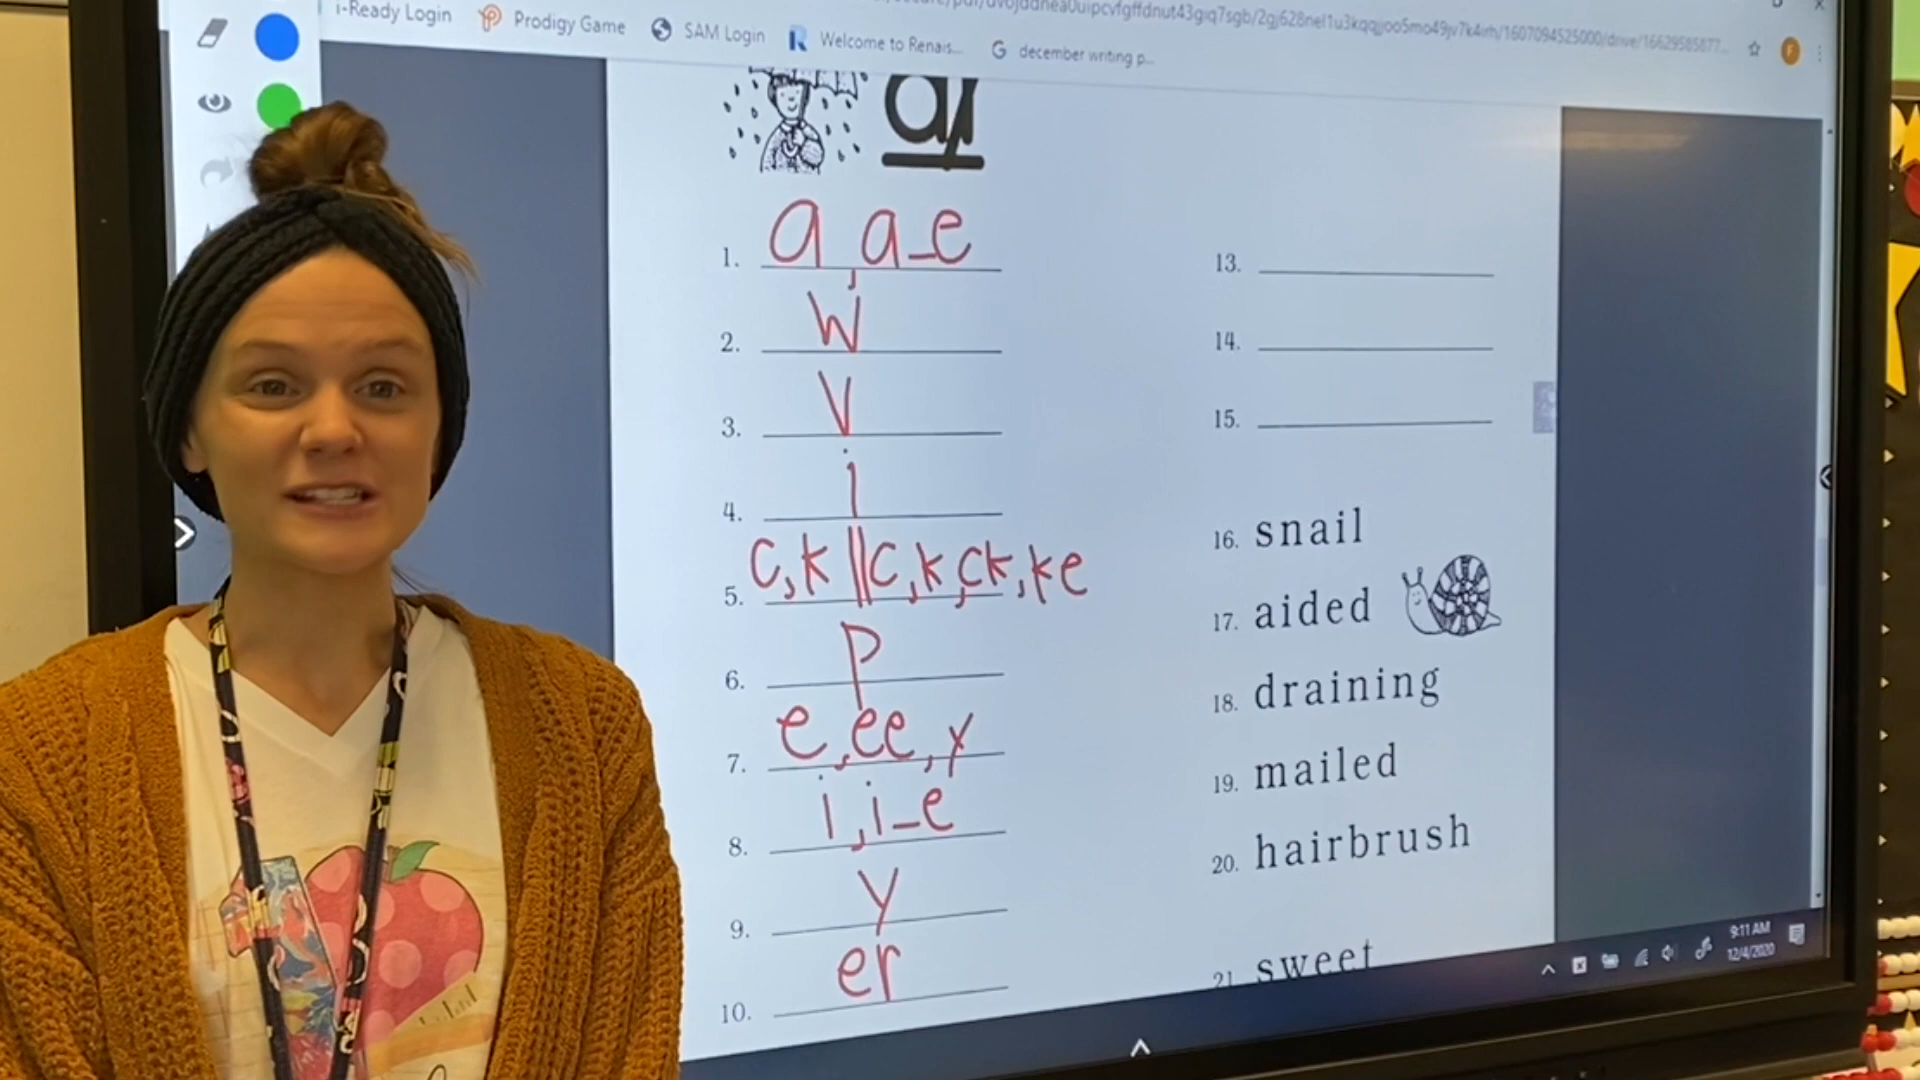 i-Ready Login
Prodigy Game
SAM Login
Welcome to Renais...
december writing p...
ai
1. a, a_e
2. w
3. v
4. i
5. c, k || c, k, ck, ke
6. p
7. e, ee, y
8. i, i_e
9. y
10. er
13.
14.
15.
16. snail
17. aided
18. draining
19. mailed
20. hairbrush
21. sweet
9:11 AM
12/4/2020